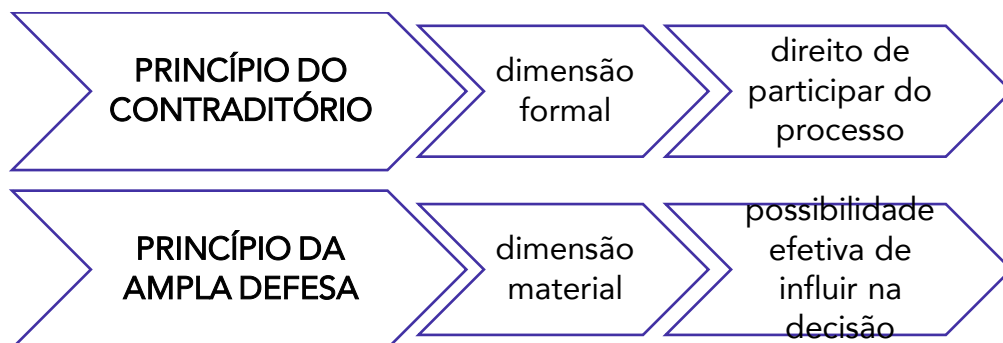 PRINCÍPIO DO
CONTRADITÓRIO
dimensão
formal
direito de
participar do
processo
PRINCÍPIO DA
AMPLA DEFESA
dimensão
material
possibilidade
efetiva de
influir na
decisão